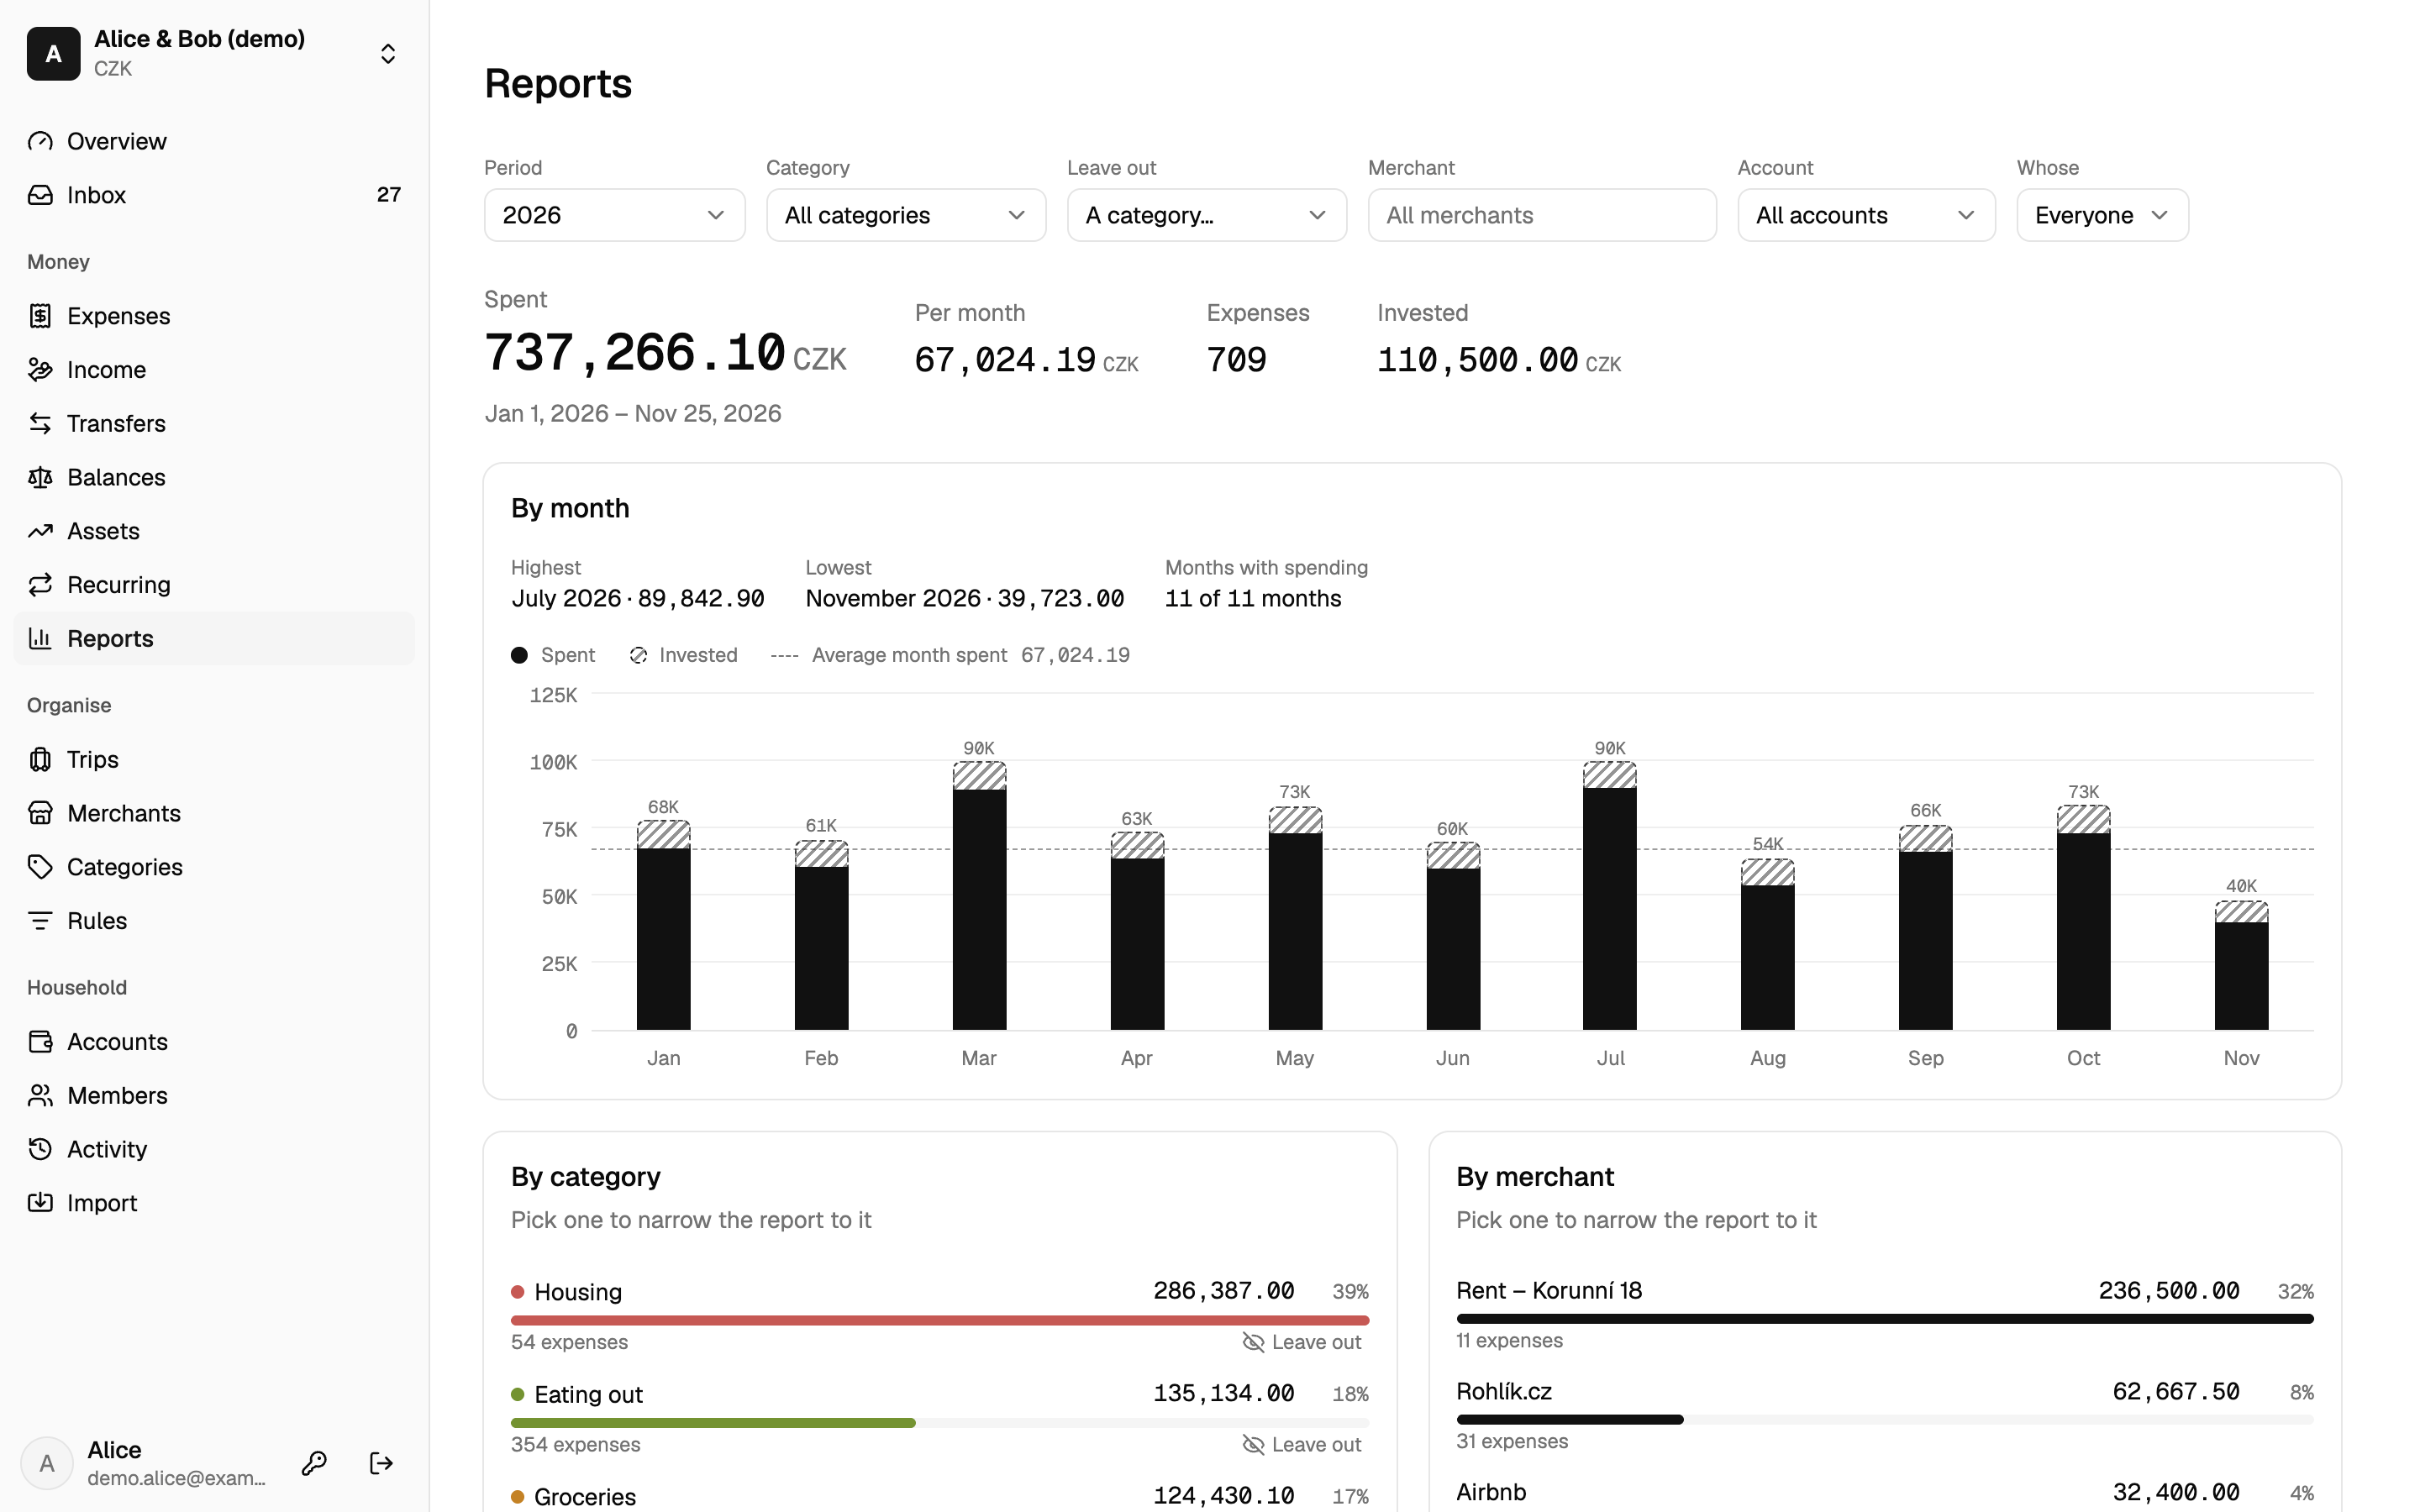 A
Alice & Bob (demo)
CZK
Overview
Inbox 27
Money
Expenses
Income
Transfers
Balances
Assets
Recurring
Reports
Organise
Trips
Merchants
Categories
Rules
Household
Accounts
Members
Activity
Import
A
Alice
demo.alice@exam...
Reports
Period Category Leave out Merchant Account Whose
2026 All categories A category... All merchants All accounts Everyone
Spent Per month Expenses Invested
737,266.10 CZK 67,024.19 CZK 709 110,500.00 CZK
Jan 1, 2026 – Nov 25, 2026
By month
Highest Lowest Months with spending
July 2026 · 89,842.90 November 2026 · 39,723.00 11 of 11 months
Spent Invested Average month spent 67,024.19
125K
100K
75K
50K
25K
0
68K 61K 90K 63K 73K 60K 90K 54K 66K 73K 40K
Jan Feb Mar Apr May Jun Jul Aug Sep Oct Nov
By category
Pick one to narrow the report to it
Housing 286,387.00 39%
54 expenses Leave out
Eating out 135,134.00 18%
354 expenses Leave out
Groceries 124,430.10 17%
By merchant
Pick one to narrow the report to it
Rent – Korunní 18 236,500.00 32%
11 expenses
Rohlík.cz 62,667.50 8%
31 expenses
Airbnb 32,400.00 4%